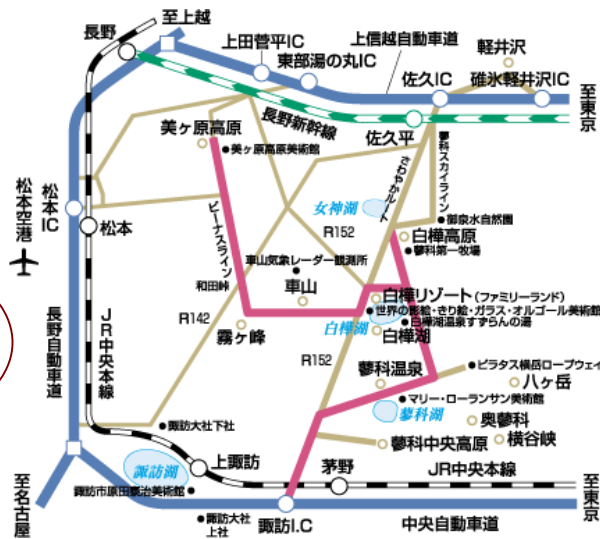 至上越
長野
上田菅平IC
上信越自動車道
東部湯の丸IC
軽井沢
佐久IC
碓氷軽井沢IC
至東京
長野新幹線
佐久平
美ヶ原高原
美ヶ原高原美術館
さわやかルート
蓼科スカイライン
女神湖
御泉水自然園
松本IC
松本空港
松本
ビーナスライン
R152
白樺高原
蓼科第一牧場
車山気象レーダー観測所
和田峠
車山
白樺リゾート(ファミリーランド)
世界の影絵・きり絵・ガラス・オルゴール美術館
白樺湖温泉すずらんの湯
白樺湖
白樺湖
R142
霧ヶ峰
長野自動車道
JR中央本線
R152
蓼科温泉
ピラタス横岳ロープウェイ
八ヶ岳
マリー・ローランサン美術館
蓼科湖
奥蓼科
諏訪大社下社
蓼科中央高原
横谷峡
上諏訪
諏訪湖
茅野
JR中央本線
至名古屋
諏訪市原田泰治美術館
諏訪大社
上社
諏訪I.C
中央自動車道
至東京